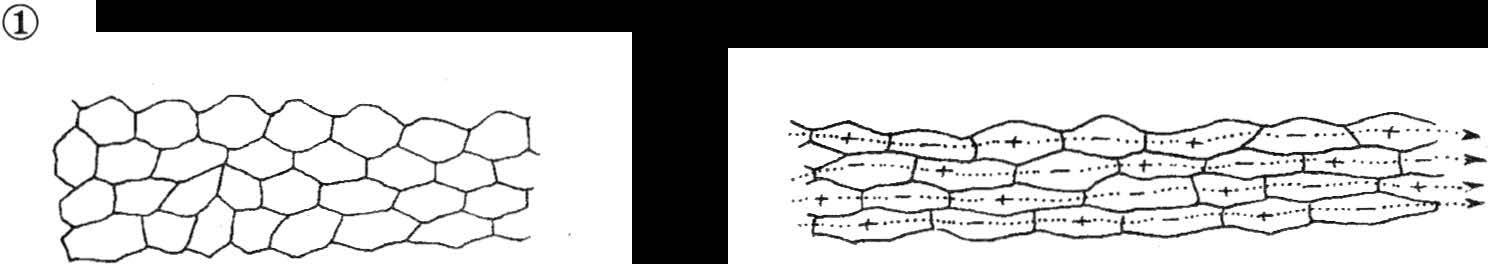 ①
+ − + − + − +
− + − + − +
+ − + − + − +
+ − + − + −